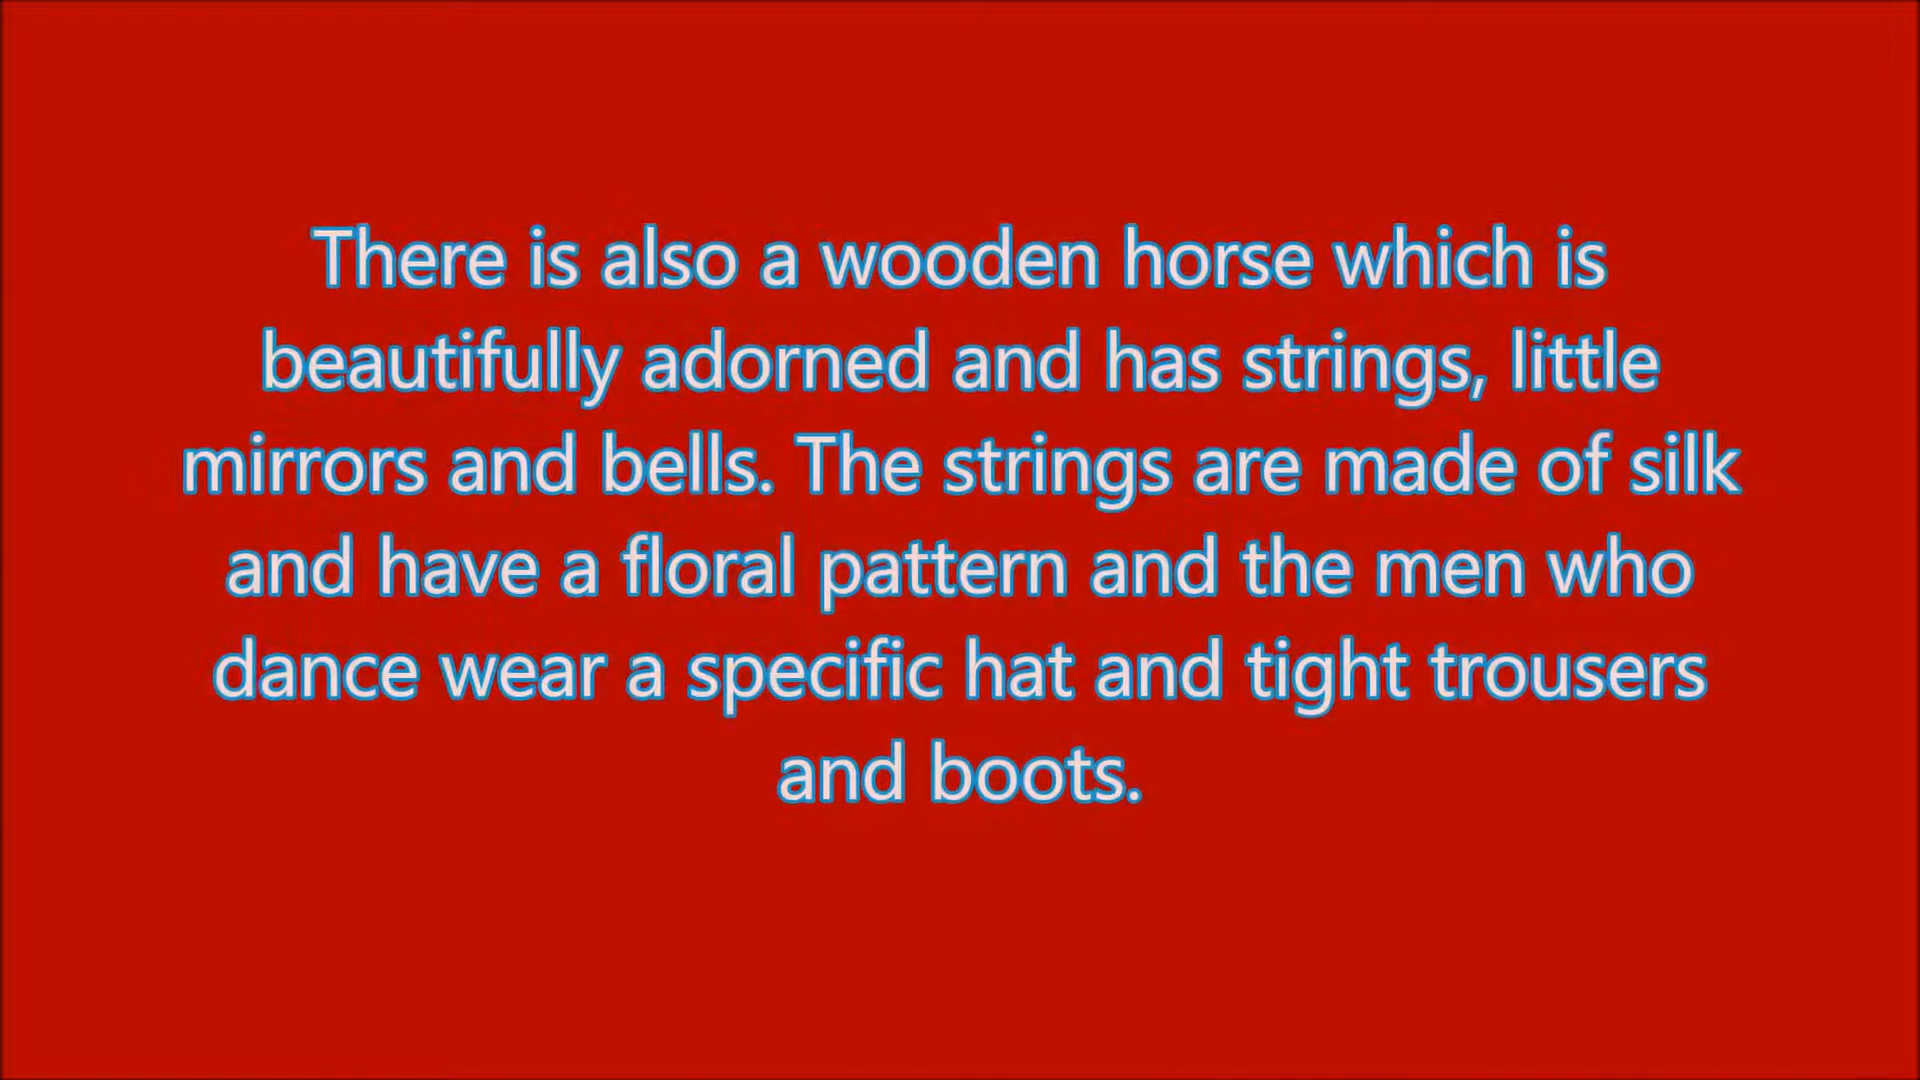 There is also a wooden horse which is
beautifully adorned and has strings, little
mirrors and bells. The strings are made of silk
and have a floral pattern and the men who
dance wear a specific hat and tight trousers
and boots.